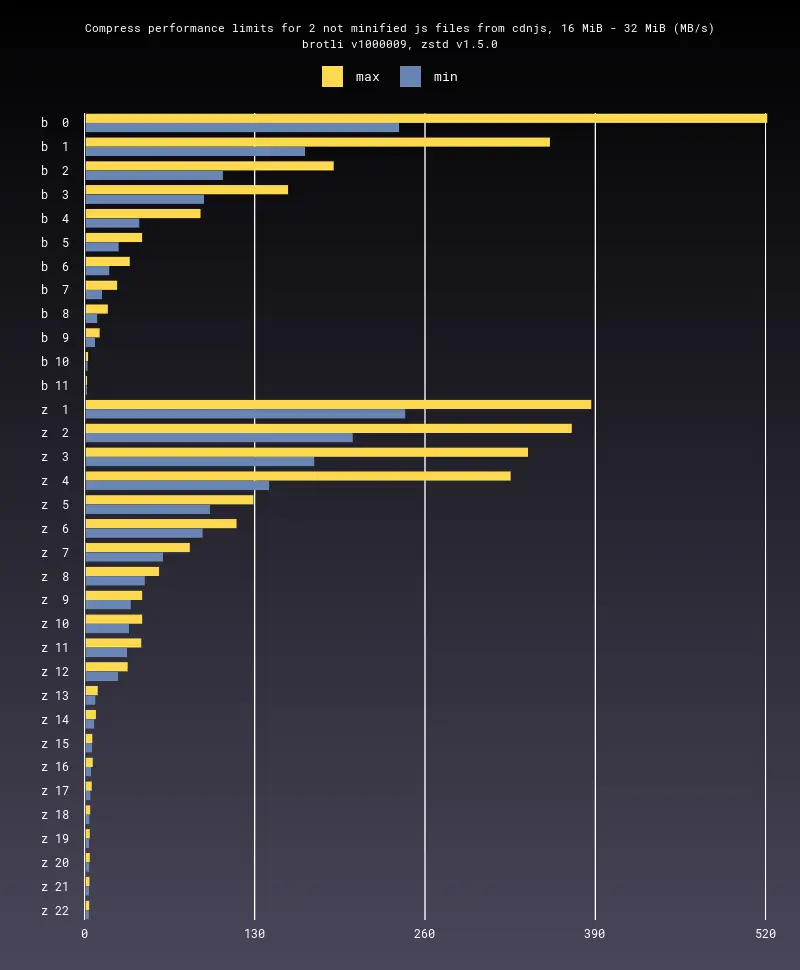 Compress performance limits for 2 not minified js files from cdnjs, 16 MiB - 32 MiB (MB/s)
brotli v1000009, zstd v1.5.0
max min
b 0
b 1
b 2
b 3
b 4
b 5
b 6
b 7
b 8
b 9
b 10
b 11
z 1
z 2
z 3
z 4
z 5
z 6
z 7
z 8
z 9
z 10
z 11
z 12
z 13
z 14
z 15
z 16
z 17
z 18
z 19
z 20
z 21
z 22
0 130 260 390 520